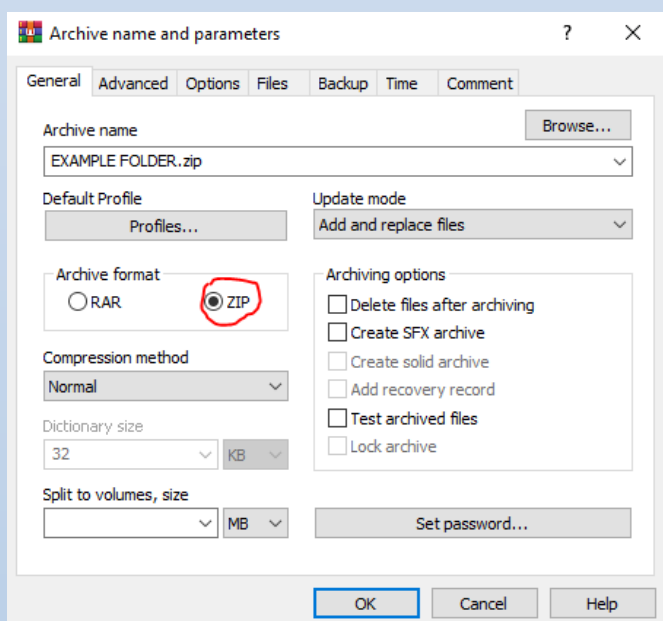 Archive name and parameters
?
General Advanced Options Files Backup Time Comment
Archive name
Browse...
EXAMPLE FOLDER.zip
Default Profile
Profiles...
Update mode
Add and replace files
Archive format
RAR ZIP
Compression method
Normal
Dictionary size
32 KB
Split to volumes, size
MB
Archiving options
Delete files after archiving
Create SFX archive
Create solid archive
Add recovery record
Test archived files
Lock archive
Set password...
OK Cancel Help